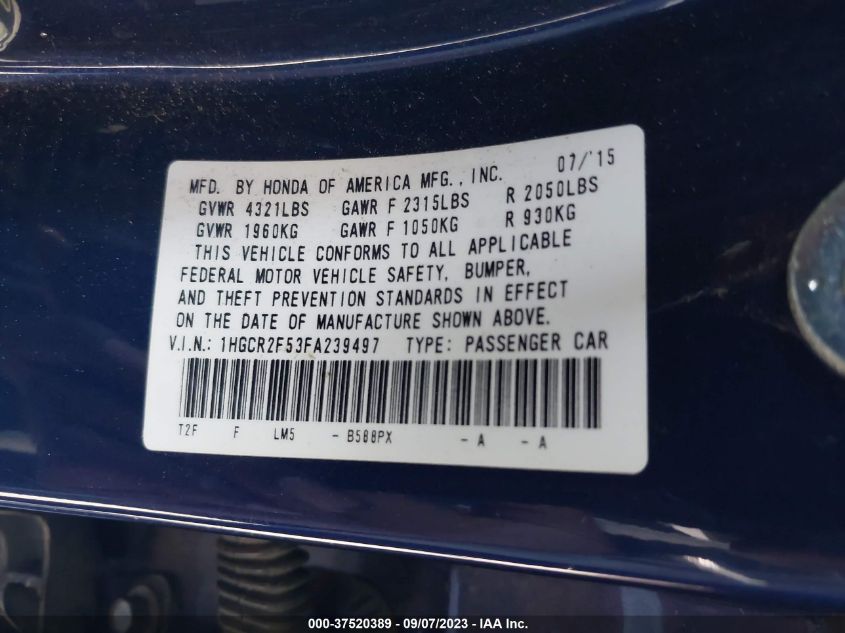 07/'15
MFD. BY HONDA OF AMERICA MFG., INC.
GVWR 4321LBS GAWR F 2315LBS R 2050LBS
GVWR 1960KG GAWR F 1050KG R 930KG
THIS VEHICLE CONFORMS TO ALL APPLICABLE
FEDERAL MOTOR VEHICLE SAFETY, BUMPER,
AND THEFT PREVENTION STANDARDS IN EFFECT
ON THE DATE OF MANUFACTURE SHOWN ABOVE.
V.I.N.: 1HGCR2F53FA239497 TYPE: PASSENGER CAR
T2F F LM5 - B588PX - A - A
000-37520389 - 09/07/2023 - IAA Inc.